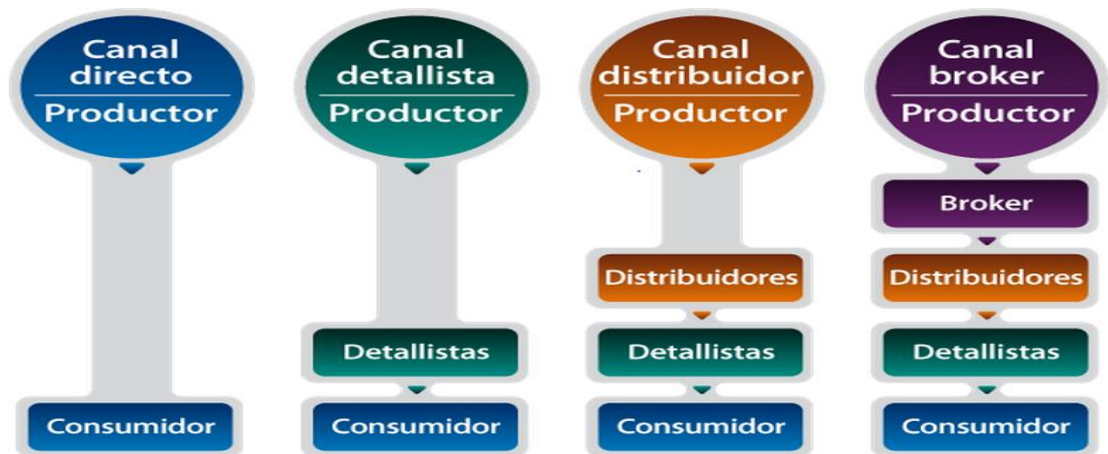 Canal
directo
Productor
Consumidor
Canal
detallista
Productor
Detallistas
Consumidor
Canal
distribuidor
Productor
Distribuidores
Detallistas
Consumidor
Canal
broker
Productor
Broker
Distribuidores
Detallistas
Consumidor